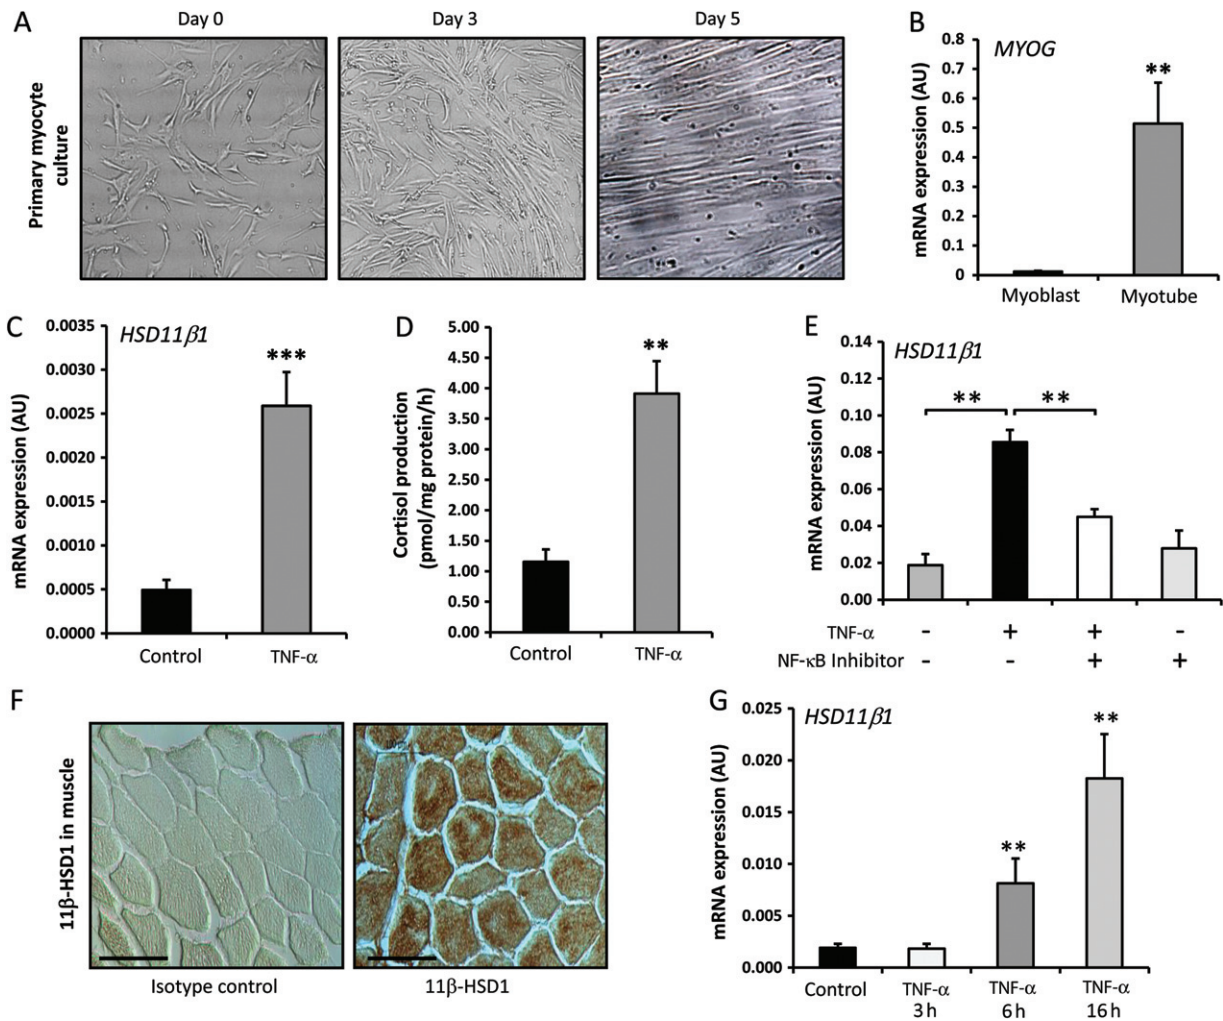 A
Day 0
Day 3
Day 5
Primary myocyte
culture
B
MYOG
mRNA expression (AU)
0.8
0.7
0.6
0.5
0.4
0.3
0.2
0.1
0
**
Myoblast
Myotube
C
HSD11β1
mRNA expression (AU)
0.0035
0.0030
0.0025
0.0020
0.0015
0.0010
0.0005
0.0000
***
Control
TNF-α
D
Cortisol production
(pmol/mg protein/h)
5.00
4.50
4.00
3.50
3.00
2.50
2.00
1.50
1.00
0.50
0.00
**
Control
TNF-α
E
HSD11β1
mRNA expression (AU)
0.14
0.12
0.10
0.08
0.06
0.04
0.02
0.00
** **
TNF-α - + + -
NF-κB Inhibitor - - + +
F
11β-HSD1 in muscle
Isotype control
11β-HSD1
G
HSD11β1
mRNA expression (AU)
0.025
0.020
0.015
0.010
0.005
0.000
**
**
Control
TNF-α
3 h
TNF-α
6 h
TNF-α
16 h